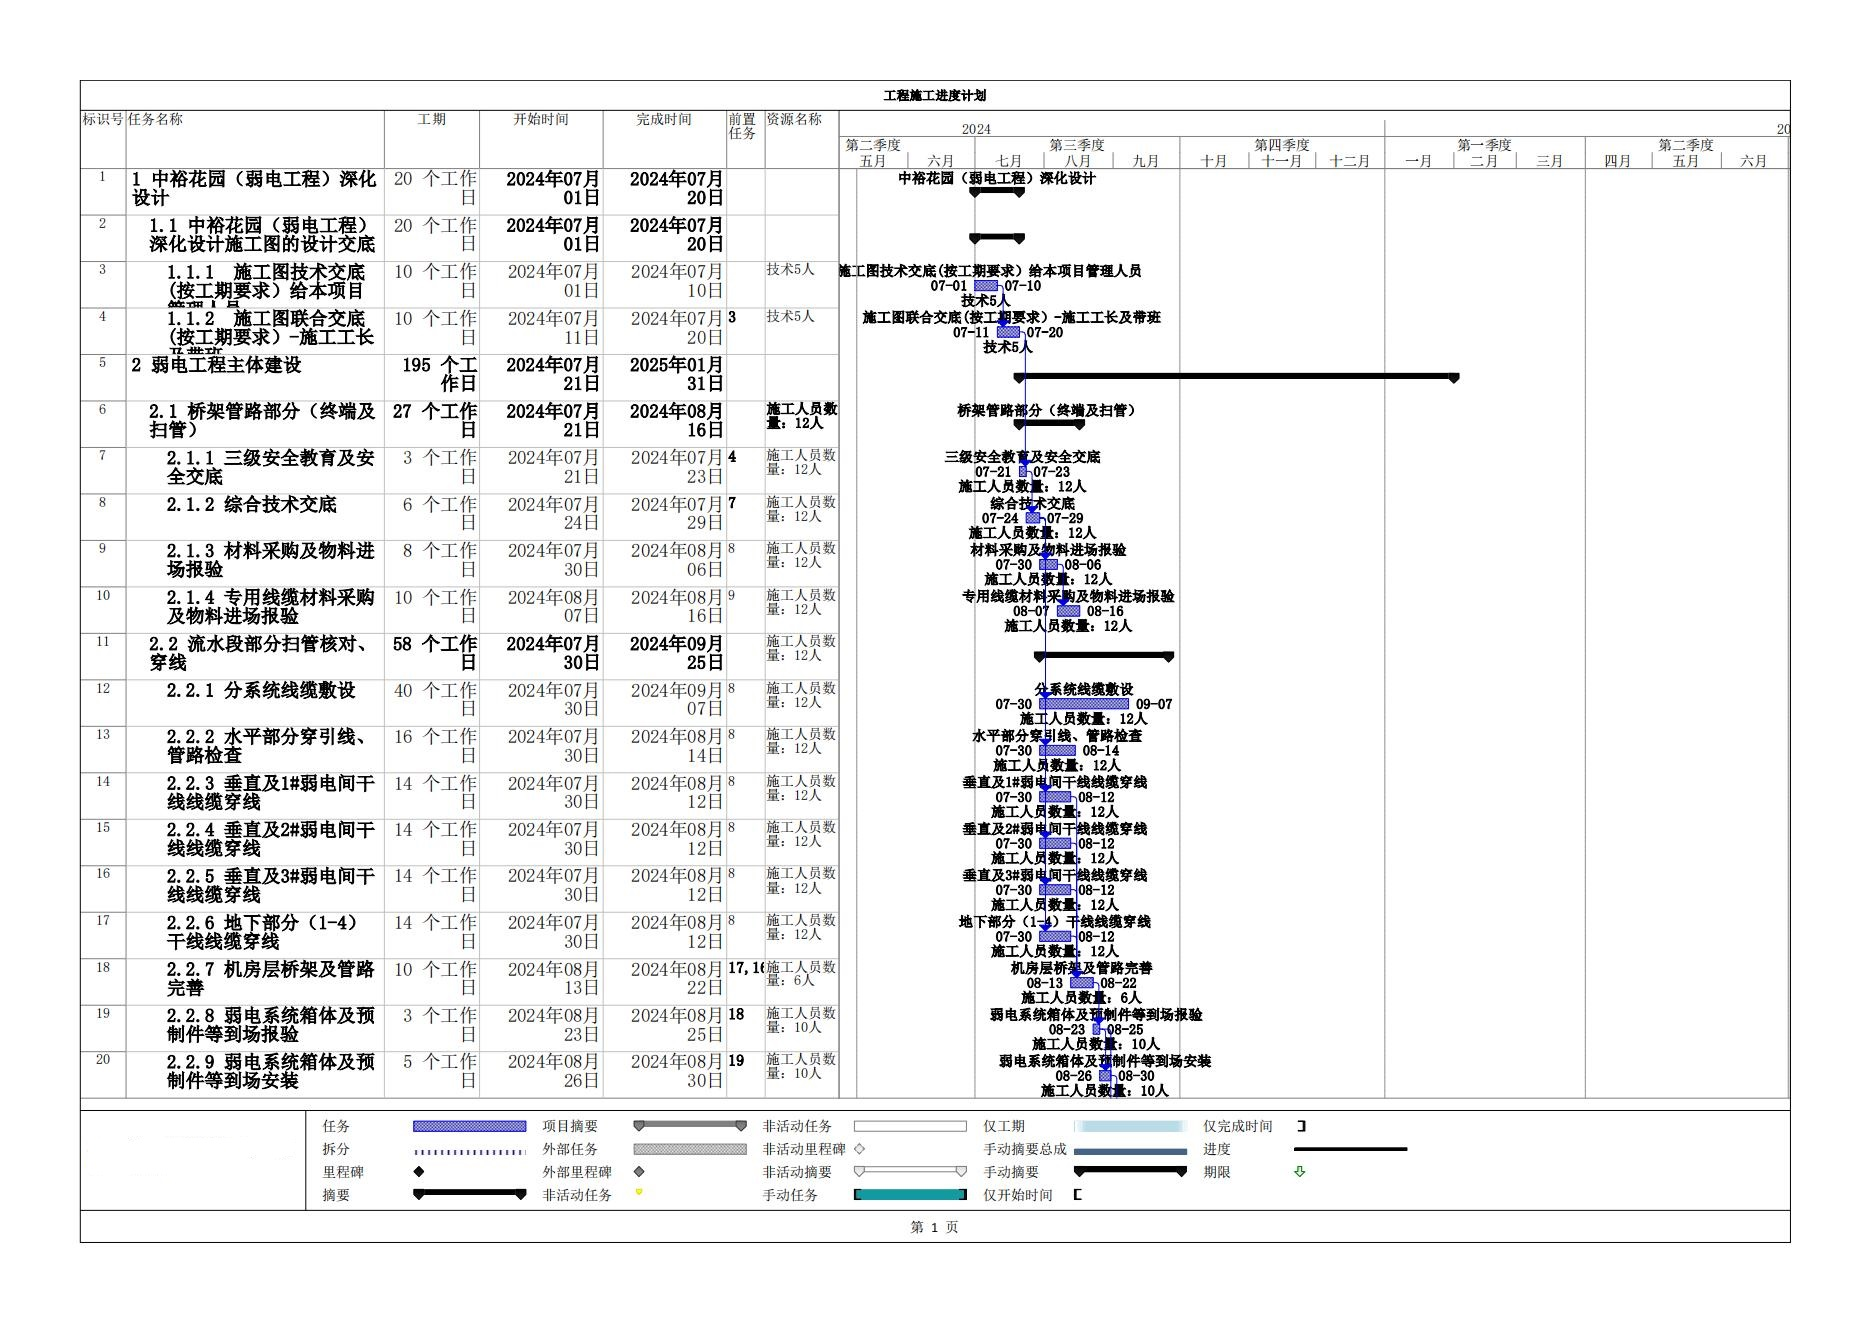 工程施工进度计划
标识号 任务名称 工期 开始时间 完成时间 前置任务 资源名称
2024 20
第二季度 第三季度 第四季度 第一季度 第二季度
五月 六月 七月 八月 九月 十月 十一月 十二月 一月 二月 三月 四月 五月 六月
1 1 中裕花园（弱电工程）深化设计 20 个工作日 2024年07月01日 2024年07月20日
中裕花园（弱电工程）深化设计
2 1.1 中裕花园（弱电工程）深化设计施工图的设计交底 20 个工作日 2024年07月01日 2024年07月20日
3 1.1.1 施工图技术交底(按工期要求）给本项目管理人员 10 个工作日 2024年07月01日 2024年07月10日 技术5人
施工图技术交底(按工期要求）给本项目管理人员
07-01 07-10
技术5人
4 1.1.2 施工图联合交底(按工期要求）-施工工长及带班 10 个工作日 2024年07月11日 2024年07月20日 3 技术5人
施工图联合交底(按工期要求）-施工工长及带班
07-11 07-20
技术5人
5 2 弱电工程主体建设 195 个工作日 2024年07月21日 2025年01月31日
6 2.1 桥架管路部分（终端及扫管） 27 个工作日 2024年07月21日 2024年08月16日 施工人员数量：12人
桥架管路部分（终端及扫管）
7 2.1.1 三级安全教育及安全交底 3 个工作日 2024年07月21日 2024年07月23日 4 施工人员数量：12人
三级安全教育及安全交底
07-21 07-23
施工人员数量：12人
8 2.1.2 综合技术交底 6 个工作日 2024年07月24日 2024年07月29日 7 施工人员数量：12人
综合技术交底
07-24 07-29
施工人员数量：12人
9 2.1.3 材料采购及物料进场报验 8 个工作日 2024年07月30日 2024年08月06日 8 施工人员数量：12人
材料采购及物料进场报验
07-30 08-06
施工人员数量：12人
10 2.1.4 专用线缆材料采购及物料进场报验 10 个工作日 2024年08月07日 2024年08月16日 9 施工人员数量：12人
专用线缆材料采购及物料进场报验
08-07 08-16
施工人员数量：12人
11 2.2 流水段部分扫管核对、穿线 58 个工作日 2024年07月30日 2024年09月25日 施工人员数量：12人
12 2.2.1 分系统线缆敷设 40 个工作日 2024年07月30日 2024年09月07日 8 施工人员数量：12人
分系统线缆敷设
07-30 09-07
施工人员数量：12人
13 2.2.2 水平部分穿引线、管路检查 16 个工作日 2024年07月30日 2024年08月14日 8 施工人员数量：12人
水平部分穿引线、管路检查
07-30 08-14
施工人员数量：12人
14 2.2.3 垂直及1#弱电间干线线缆穿线 14 个工作日 2024年07月30日 2024年08月12日 8 施工人员数量：12人
垂直及1#弱电间干线线缆穿线
07-30 08-12
施工人员数量：12人
15 2.2.4 垂直及2#弱电间干线线缆穿线 14 个工作日 2024年07月30日 2024年08月12日 8 施工人员数量：12人
垂直及2#弱电间干线线缆穿线
07-30 08-12
施工人员数量：12人
16 2.2.5 垂直及3#弱电间干线线缆穿线 14 个工作日 2024年07月30日 2024年08月12日 8 施工人员数量：12人
垂直及3#弱电间干线线缆穿线
07-30 08-12
施工人员数量：12人
17 2.2.6 地下部分（1-4）干线线缆穿线 14 个工作日 2024年07月30日 2024年08月12日 8 施工人员数量：12人
地下部分（1-4）干线线缆穿线
07-30 08-12
施工人员数量：12人
18 2.2.7 机房层桥架及管路完善 10 个工作日 2024年08月13日 2024年08月22日 17,16 施工人员数量：6人
机房层桥架及管路完善
08-13 08-22
施工人员数量：6人
19 2.2.8 弱电系统箱体及预制件等到场报验 3 个工作日 2024年08月23日 2024年08月25日 18 施工人员数量：10人
弱电系统箱体及预制件等到场报验
08-23 08-25
施工人员数量：10人
20 2.2.9 弱电系统箱体及预制件等到场安装 5 个工作日 2024年08月26日 2024年08月30日 19 施工人员数量：10人
弱电系统箱体及预制件等到场安装
08-26 08-30
施工人员数量：10人
任务 项目摘要 非活动任务 仅工期 仅完成时间
拆分 外部任务 非活动里程碑 手动摘要总成 进度
里程碑 外部里程碑 非活动摘要 手动摘要 期限
摘要 非活动任务 手动任务 仅开始时间
第 1 页